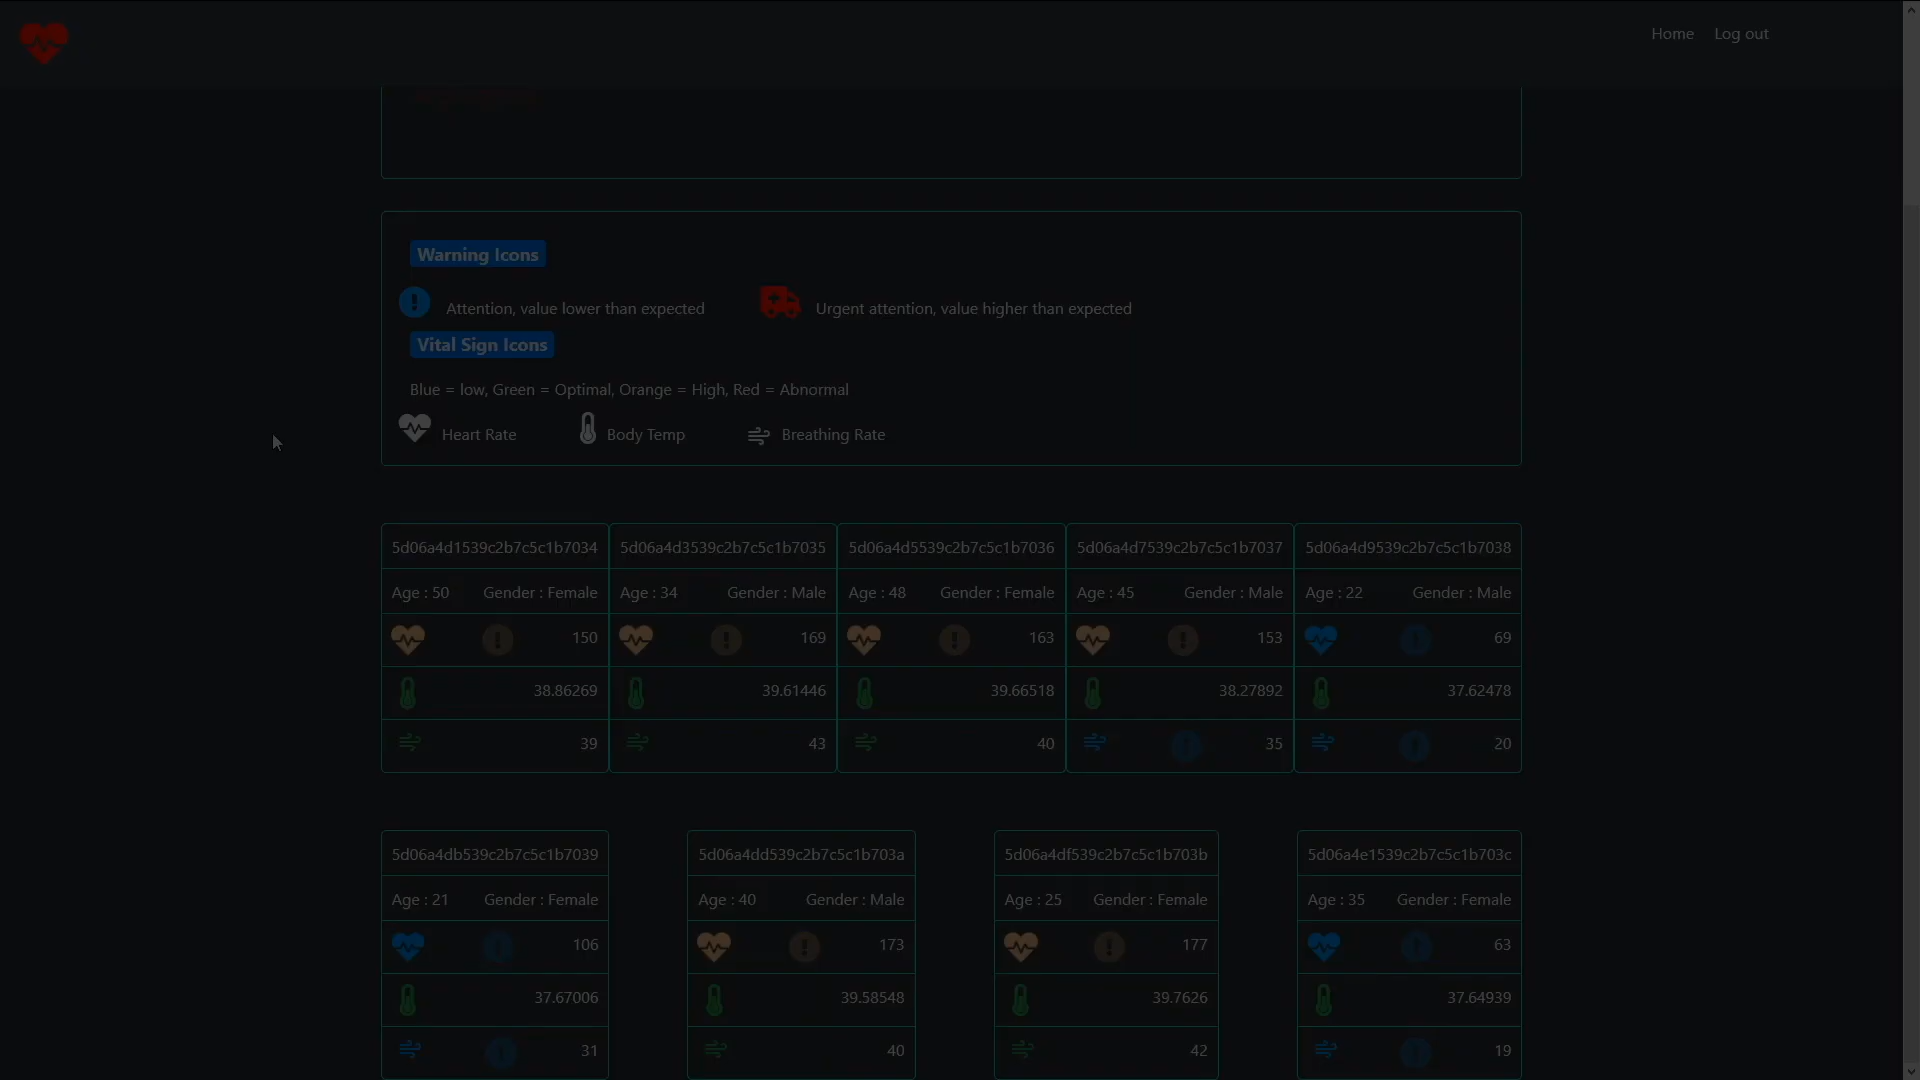 Home Log out
Warning Icons
Attention, value lower than expected Urgent attention, value higher than expected
Vital Sign Icons
Blue = low, Green = Optimal, Orange = High, Red = Abnormal
Heart Rate Body Temp Breathing Rate
5d06a4d1539c2b7c5c1b7034 5d06a4d3539c2b7c5c1b7035 5d06a4d5539c2b7c5c1b7036 5d06a4d7539c2b7c5c1b7037 5d06a4d9539c2b7c5c1b7038
Age : 50 Gender : Female Age : 34 Gender : Male Age : 48 Gender : Female Age : 45 Gender : Male Age : 22 Gender : Male
150 169 163 153 69
38.86269 39.61446 39.66518 38.27892 37.62478
39 43 40 35 20
5d06a4db539c2b7c5c1b7039 5d06a4dd539c2b7c5c1b703a 5d06a4df539c2b7c5c1b703b 5d06a4e1539c2b7c5c1b703c
Age : 21 Gender : Female Age : 40 Gender : Male Age : 25 Gender : Female Age : 35 Gender : Female
106 173 177 63
37.67006 39.58548 39.7626 37.64939
31 40 42 19